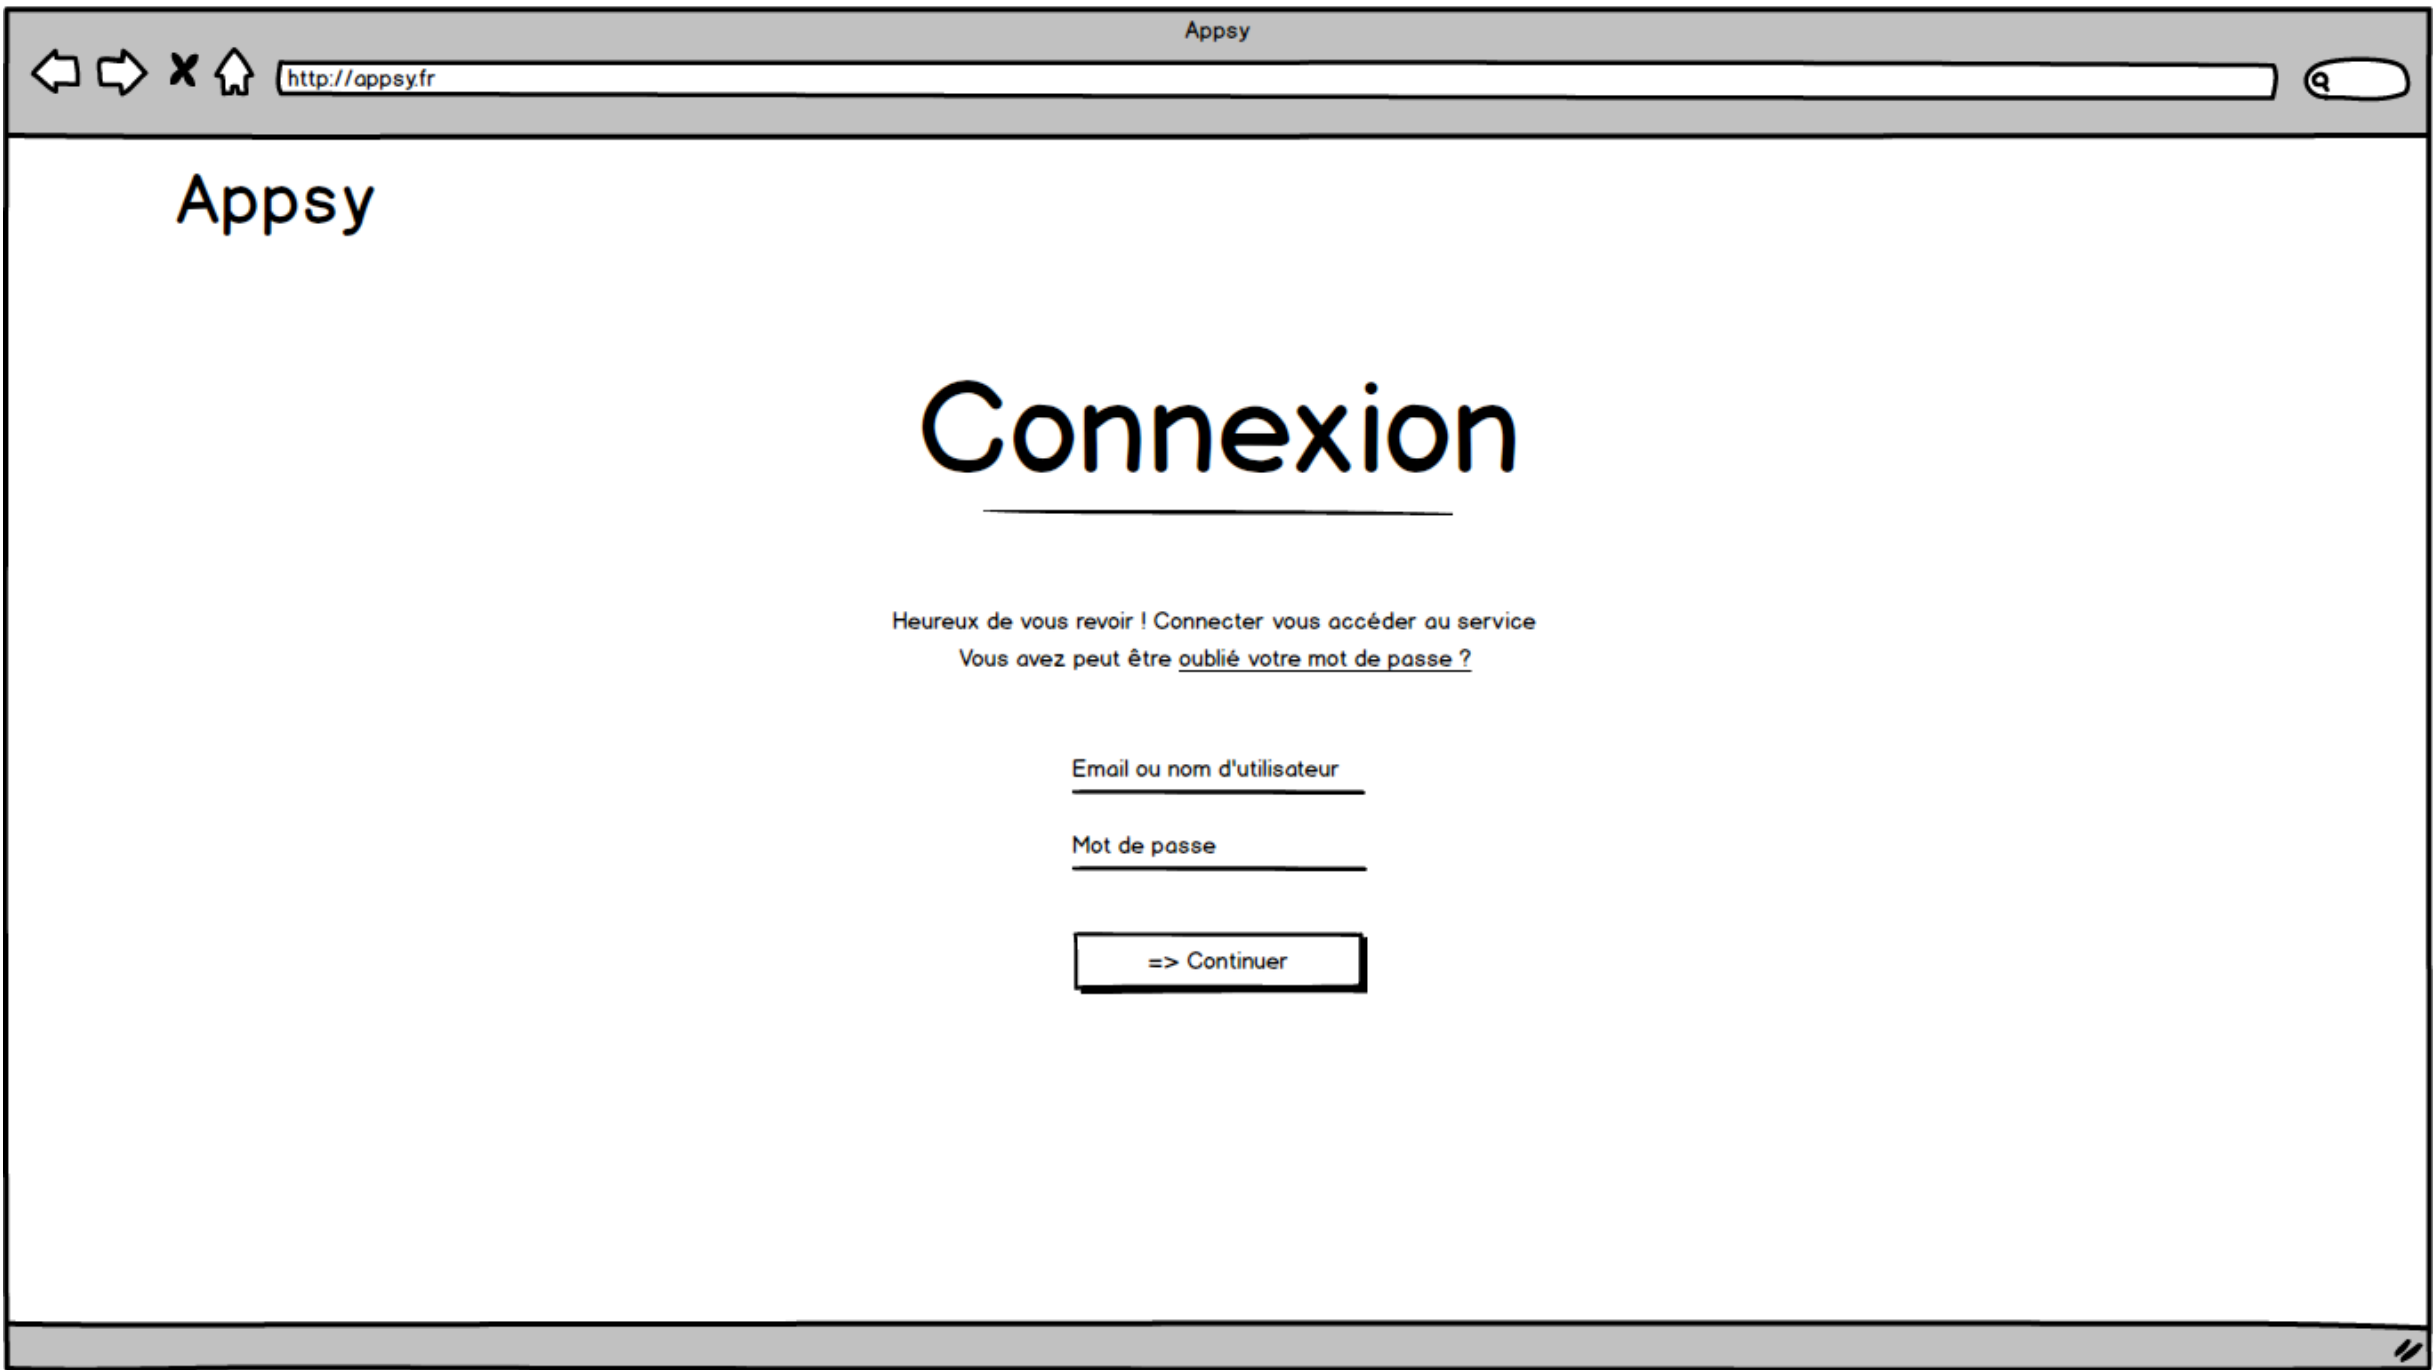 Appsy
http://appsy.fr
Appsy
Connexion
Heureux de vous revoir ! Connecter vous accéder au service
Vous avez peut être oublié votre mot de passe ?
Email ou nom d'utilisateur
Mot de passe
=> Continuer